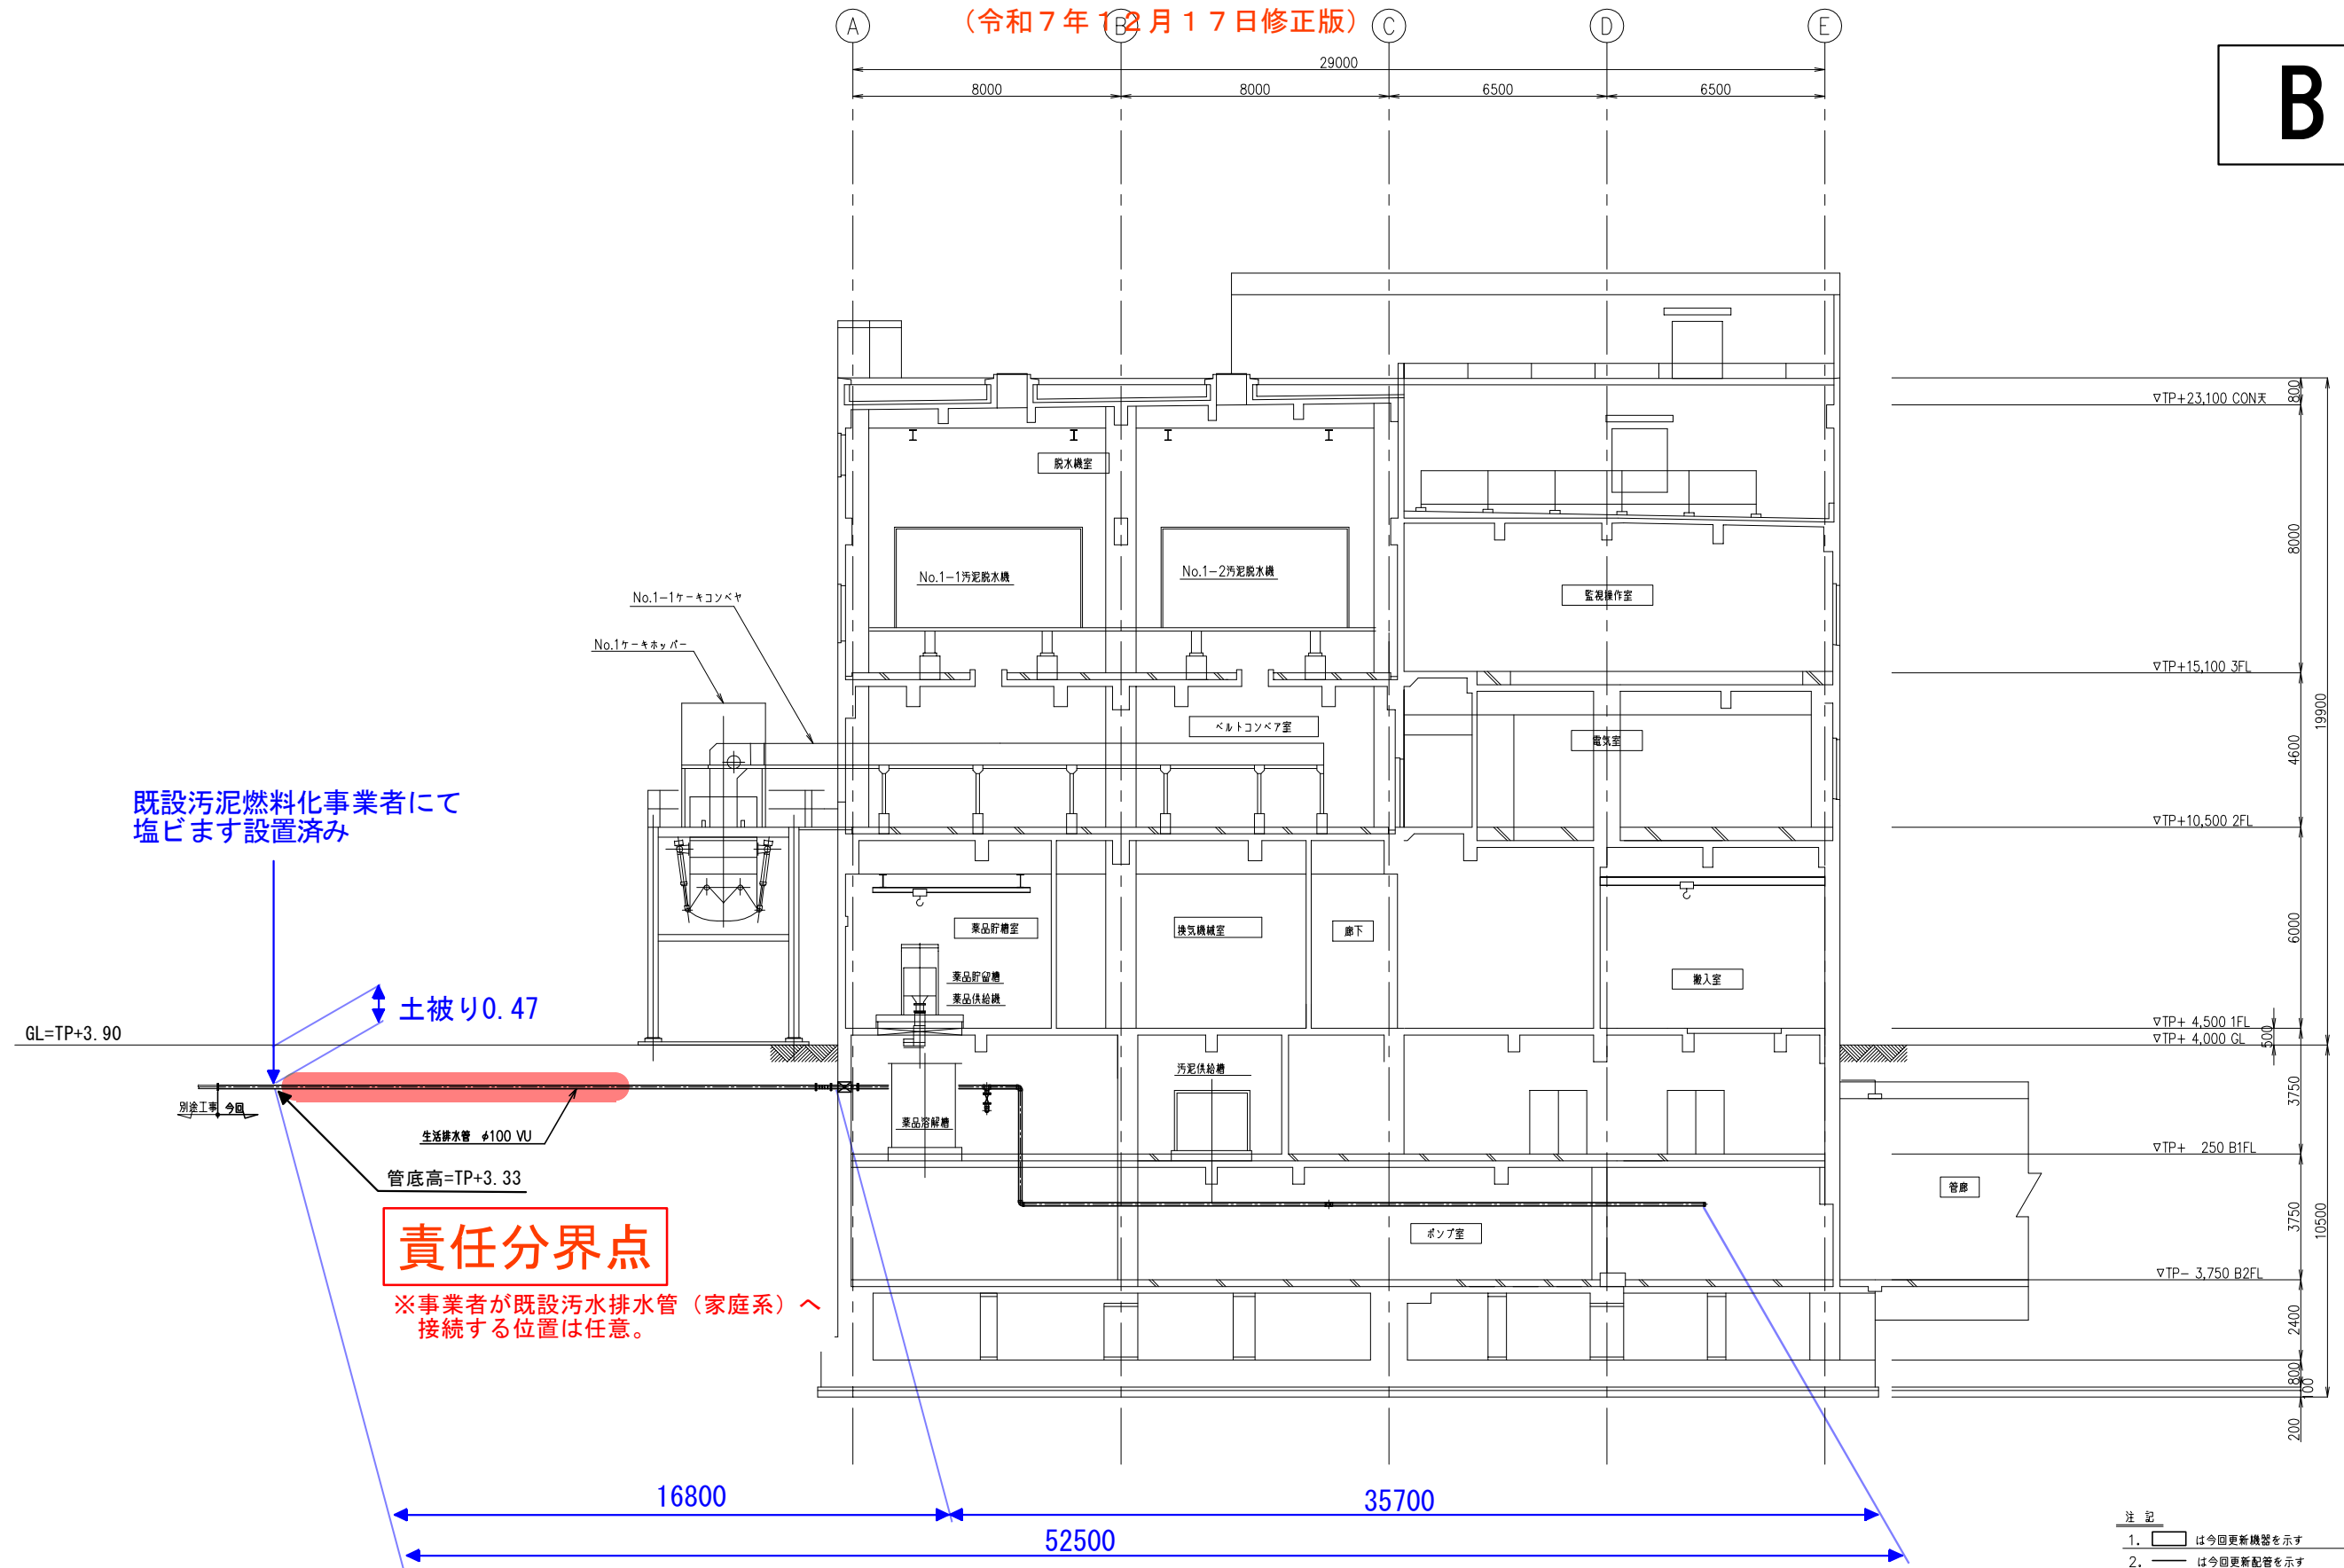 (令和７年１２月１７日修正版)
A
B
C
D
E
29000
8000
8000
6500
6500
B
▽TP+23,100 CON天
800
脱水機室
8000
No.1-1汚泥脱水機
No.1-2汚泥脱水機
監視操作室
No.1-1ケーキコンベヤ
No.1ケーキホッパー
▽TP+15,100 3FL
19900
ベルトコンベア室
電気室
4600
既設汚泥燃料化事業者にて
塩ビます設置済み
▽TP+10,500 2FL
薬品貯槽室
換気機械室
廊下
6000
搬入室
薬品貯留槽
薬品供給機
土被り0.47
GL=TP+3.90
▽TP+ 4,500 1FL
▽TP+ 4,000 GL
500
汚泥供給槽
3750
別途工事
今回
薬品溶解槽
生活排水管 φ100 VU
▽TP+ 250 B1FL
管底高=TP+3.33
管廊
3750
10500
責任分界点
ポンプ室
▽TP- 3,750 B2FL
※事業者が既設汚水排水管（家庭系）へ
接続する位置は任意。
2400
800
100
200
16800
35700
52500
注 記
1. は今回更新機器を示す
2. は今回更新配管を示す